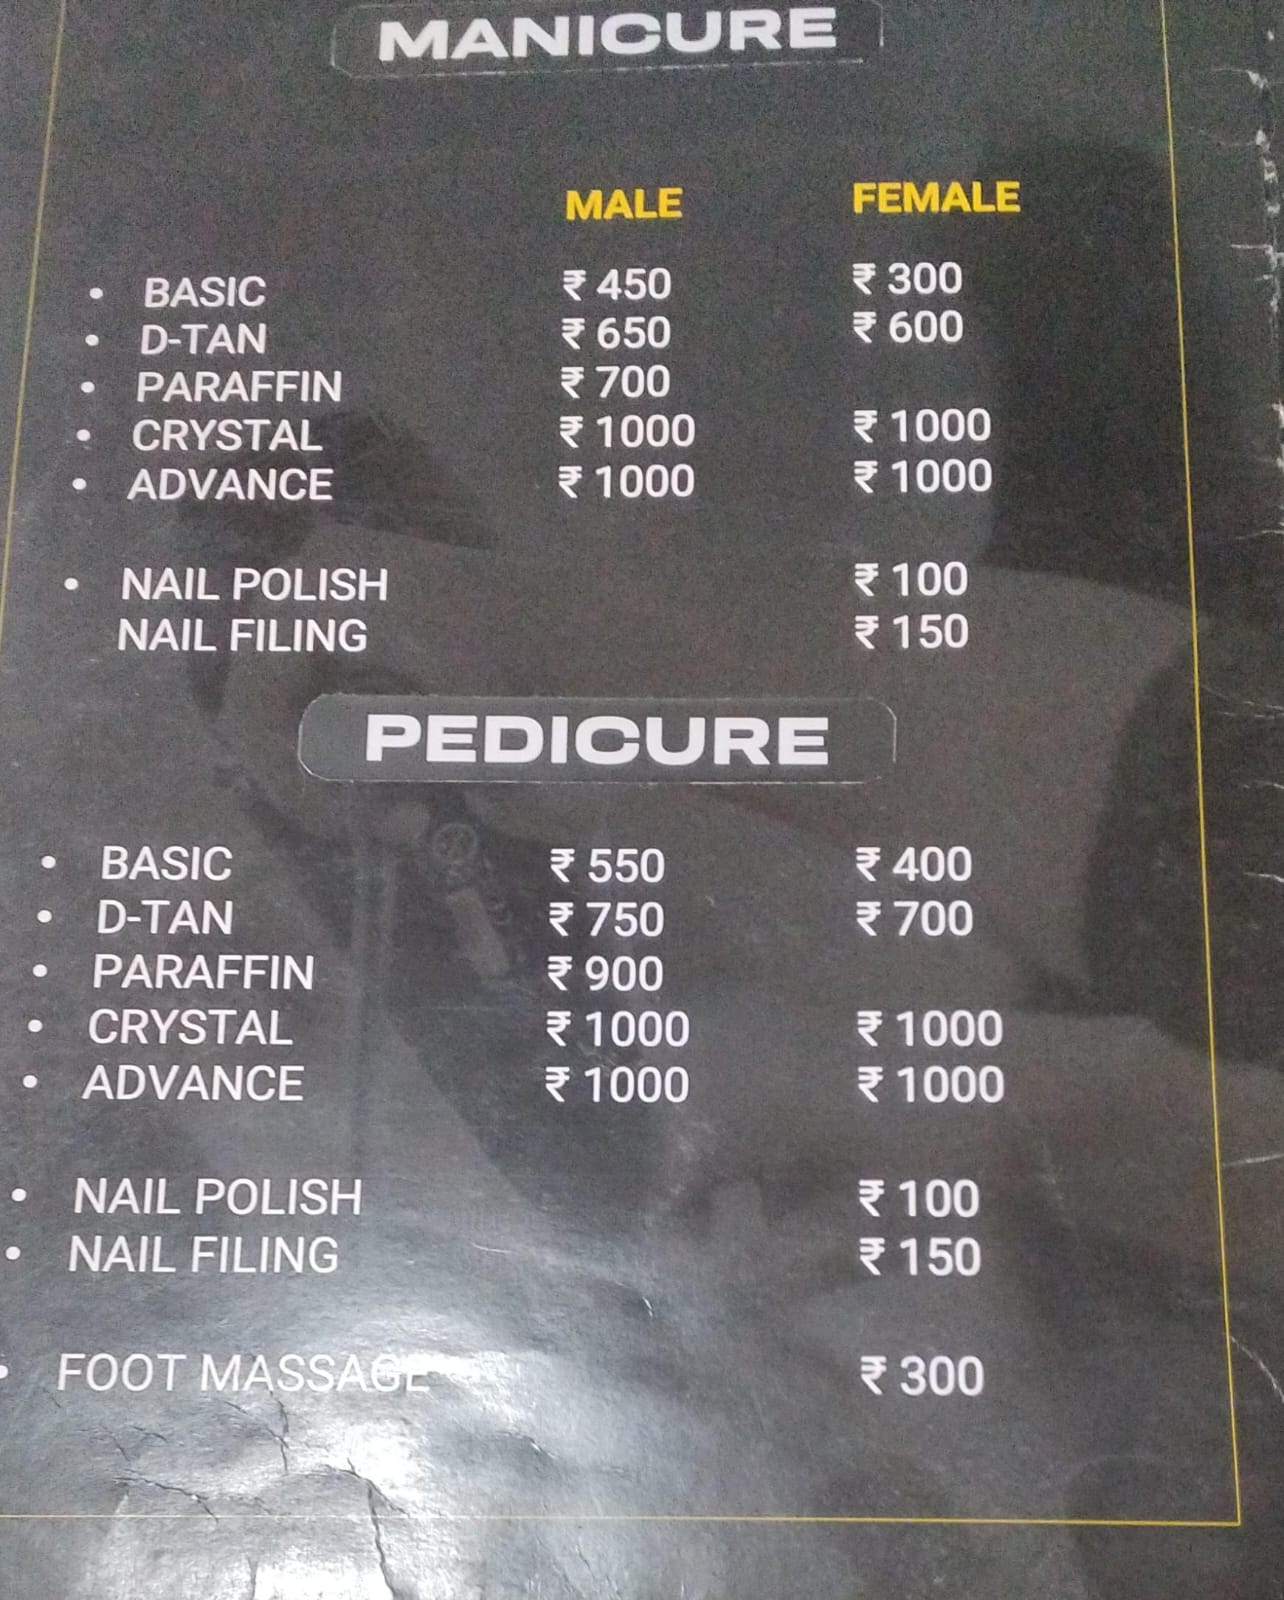 MANICURE
MALE FEMALE
• BASIC ₹ 450 ₹ 300
• D-TAN ₹ 650 ₹ 600
• PARAFFIN ₹ 700
• CRYSTAL ₹ 1000 ₹ 1000
• ADVANCE ₹ 1000 ₹ 1000
• NAIL POLISH ₹ 100
NAIL FILING ₹ 150
PEDICURE
• BASIC ₹ 550 ₹ 400
• D-TAN ₹ 750 ₹ 700
• PARAFFIN ₹ 900
• CRYSTAL ₹ 1000 ₹ 1000
• ADVANCE ₹ 1000 ₹ 1000
• NAIL POLISH ₹ 100
• NAIL FILING ₹ 150
• FOOT MASSAGE ₹ 300